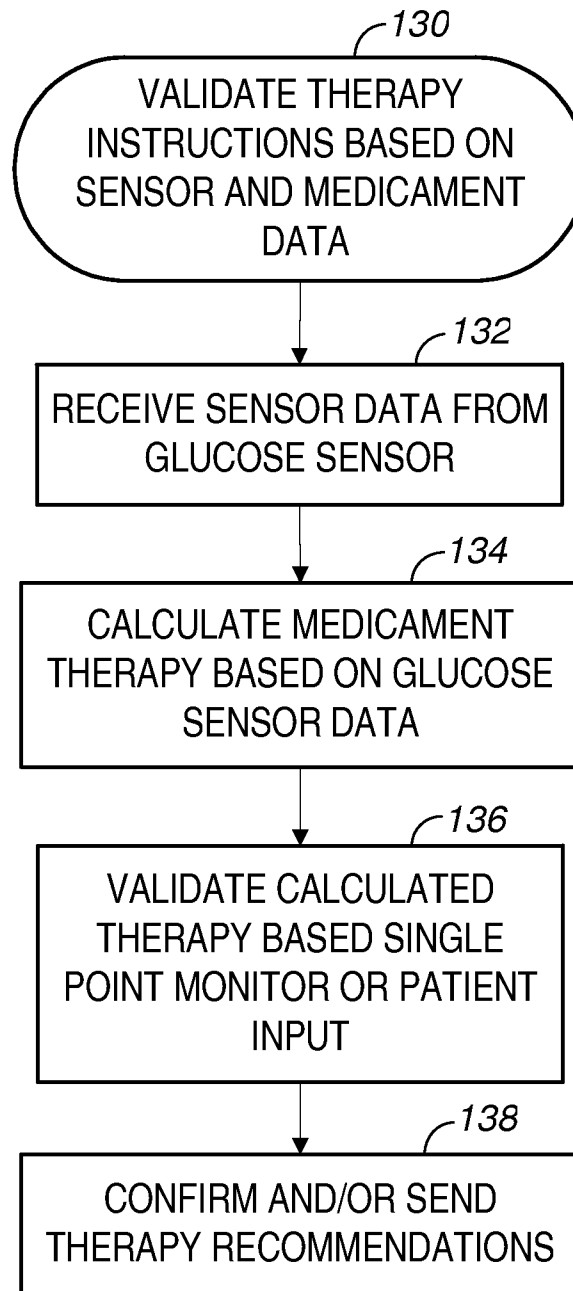 130
VALIDATE THERAPY
INSTRUCTIONS BASED ON
SENSOR AND MEDICAMENT
DATA
132
RECEIVE SENSOR DATA FROM
GLUCOSE SENSOR
134
CALCULATE MEDICAMENT
THERAPY BASED ON GLUCOSE
SENSOR DATA
136
VALIDATE CALCULATED
THERAPY BASED SINGLE
POINT MONITOR OR PATIENT
INPUT
138
CONFIRM AND/OR SEND
THERAPY RECOMMENDATIONS